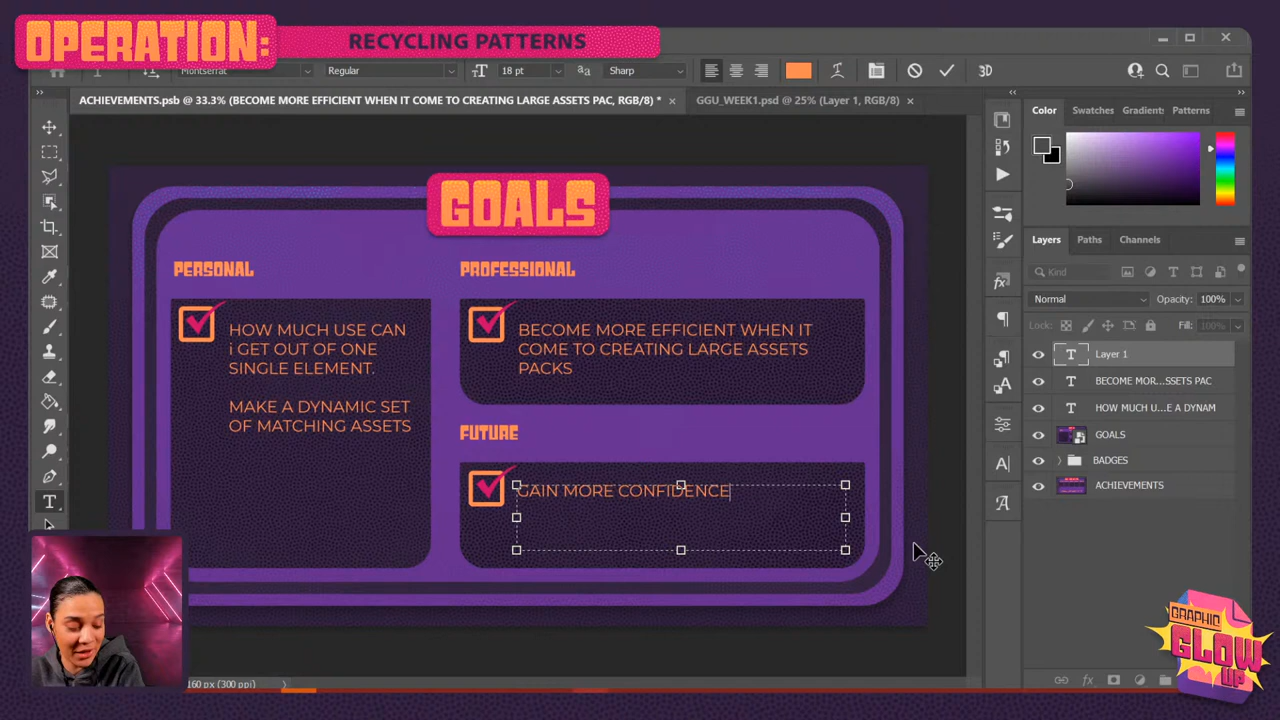 OPERATION:
RECYCLING PATTERNS
Montserrat
Regular
18 pt
Sharp
3D
ACHIEVEMENTS.psb @ 33.3% (BECOME MORE EFFICIENT WHEN IT COME TO CREATING LARGE ASSETS PAC, RGB/8) *
GGU_WEEK1.psd @ 25% (Layer 1, RGB/8)
GOALS
PERSONAL
HOW MUCH USE CAN
i GET OUT OF ONE
SINGLE ELEMENT.
MAKE A DYNAMIC SET
OF MATCHING ASSETS
PROFESSIONAL
BECOME MORE EFFICIENT WHEN IT
COME TO CREATING LARGE ASSETS
PACKS
FUTURE
GAIN MORE CONFIDENCE
Color
Swatches
Gradients
Patterns
Layers
Paths
Channels
Kind
Normal
Opacity: 100%
Lock:
Fill: 100%
Layer 1
BECOME MOR...SSETS PAC
HOW MUCH U...E A DYNAM
GOALS
BADGES
ACHIEVEMENTS
160 px (300 ppi)
fx
GRAPHIC
GLOW
UP